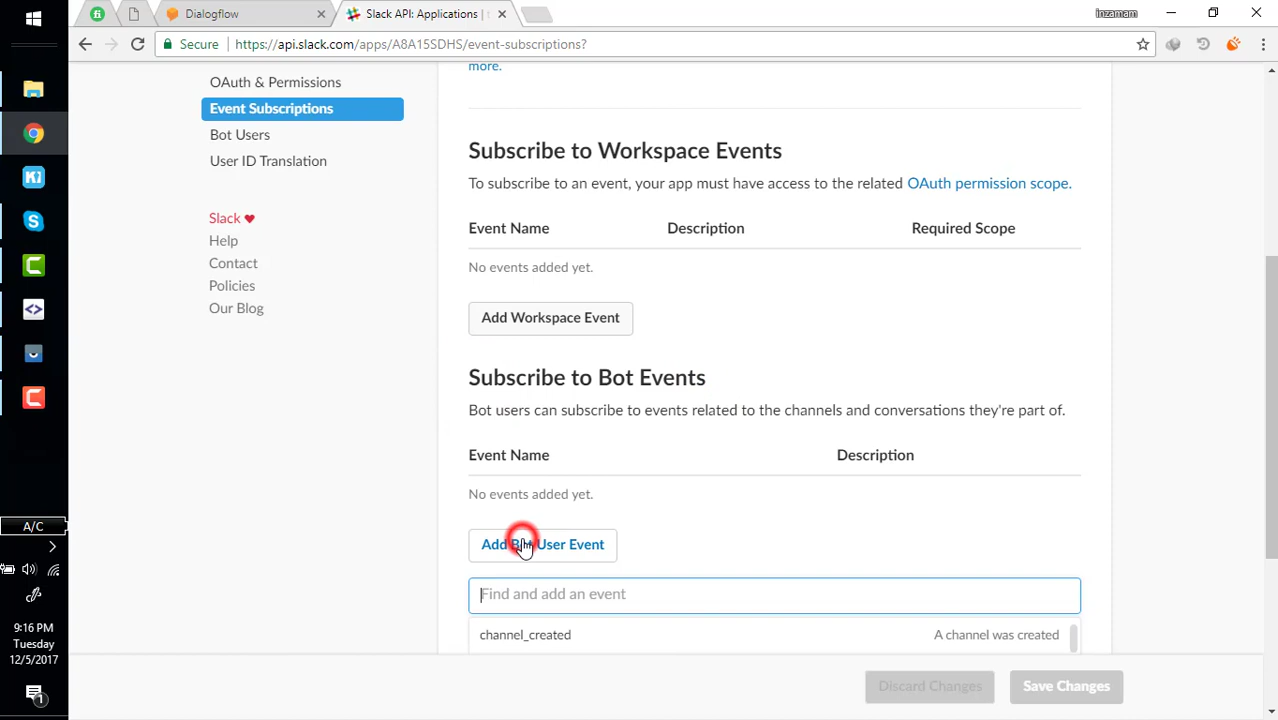 Dialogflow
Slack API: Applications |
inzamam
Secure
https://api.slack.com/apps/A8A15SDHS/event-subscriptions?
OAuth & Permissions
Event Subscriptions
Bot Users
User ID Translation
Slack
Help
Contact
Policies
Our Blog
more.
Subscribe to Workspace Events
To subscribe to an event, your app must have access to the related OAuth permission scope.
Event Name Description Required Scope
No events added yet.
Add Workspace Event
Subscribe to Bot Events
Bot users can subscribe to events related to the channels and conversations they're part of.
Event Name Description
No events added yet.
Add Bot User Event
Find and add an event
channel_created A channel was created
Discard Changes Save Changes
A/C
9:16 PM
Tuesday
12/5/2017
1